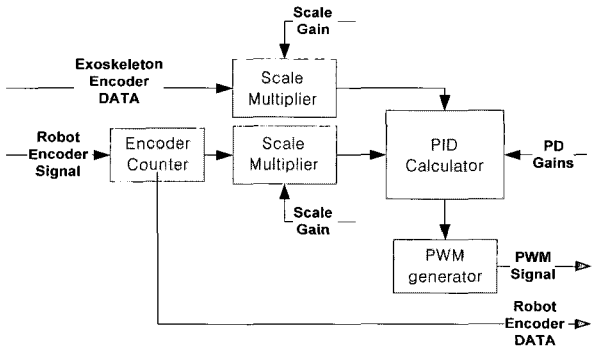 Scale
Gain
Exoskeleton
Encoder
DATA
Scale
Multiplier
Robot
Encoder
Signal
Encoder
Counter
Scale
Multiplier
PID
Calculator
PD
Gains
Scale
Gain
PWM
generator
PWM
Signal
Robot
Encoder
DATA